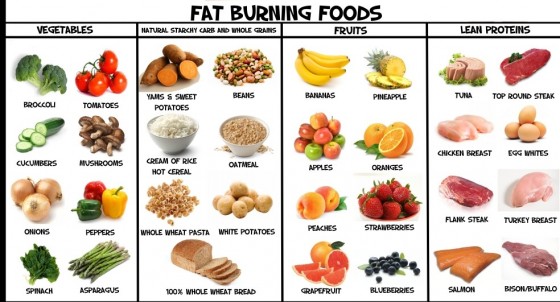 FAT BURNING FOODS
VEGETABLES
NATURAL STARCHY CARB AND WHOLE GRAINS
FRUITS
LEAN PROTEINS
BROCCOLI
TOMATOES
YAMS & SWEET
POTATOES
BEANS
BANANAS
PINEAPPLE
TUNA
TOP ROUND STEAK
CUCUMBERS
MUSHROOMS
CREAM OF RICE
HOT CEREAL
OATMEAL
APPLES
ORANGES
CHICKEN BREAST
EGG WHITES
ONIONS
PEPPERS
WHOLE WHEAT PASTA
WHITE POTATOES
PEACHES
STRAWBERRIES
FLANK STEAK
TURKEY BREAST
SPINACH
ASPARAGUS
100% WHOLE WHEAT BREAD
GRAPEFRUIT
BLUEBERRIES
SALMON
BISON/BUFFALO